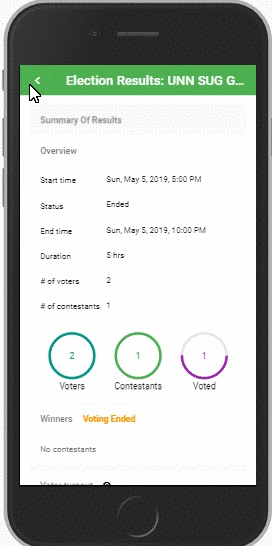 Election Results: UNN SUG G...
Summary Of Results
Overview
Start time Sun, May 5, 2019, 5:00 PM
Status Ended
End time Sun, May 5, 2019, 10:00 PM
Duration 5 hrs
# of voters 2
# of contestants 1
2 1 1
Voters Contestants Voted
Winners Voting Ended
No contestants
Voter turnout